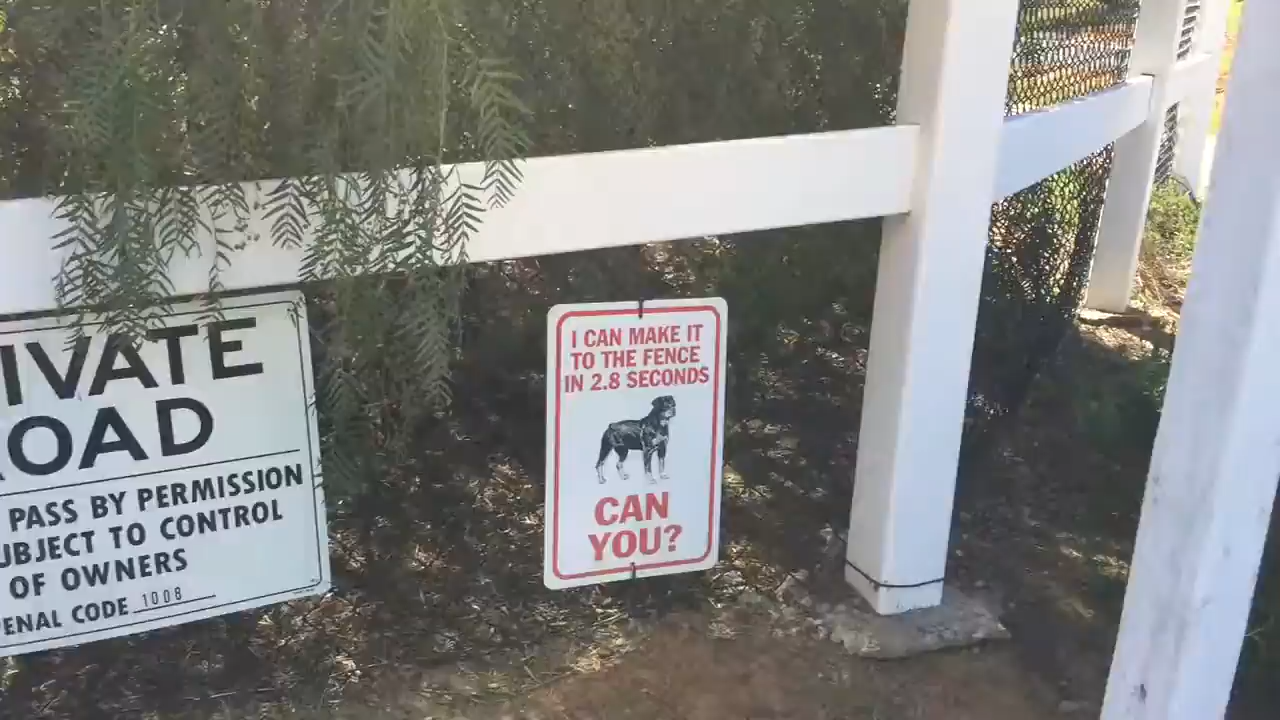 IVATE
OAD
PASS BY PERMISSION
UBJECT TO CONTROL
OF OWNERS
ENAL CODE 1008
I CAN MAKE IT
TO THE FENCE
IN 2.8 SECONDS
CAN
YOU?